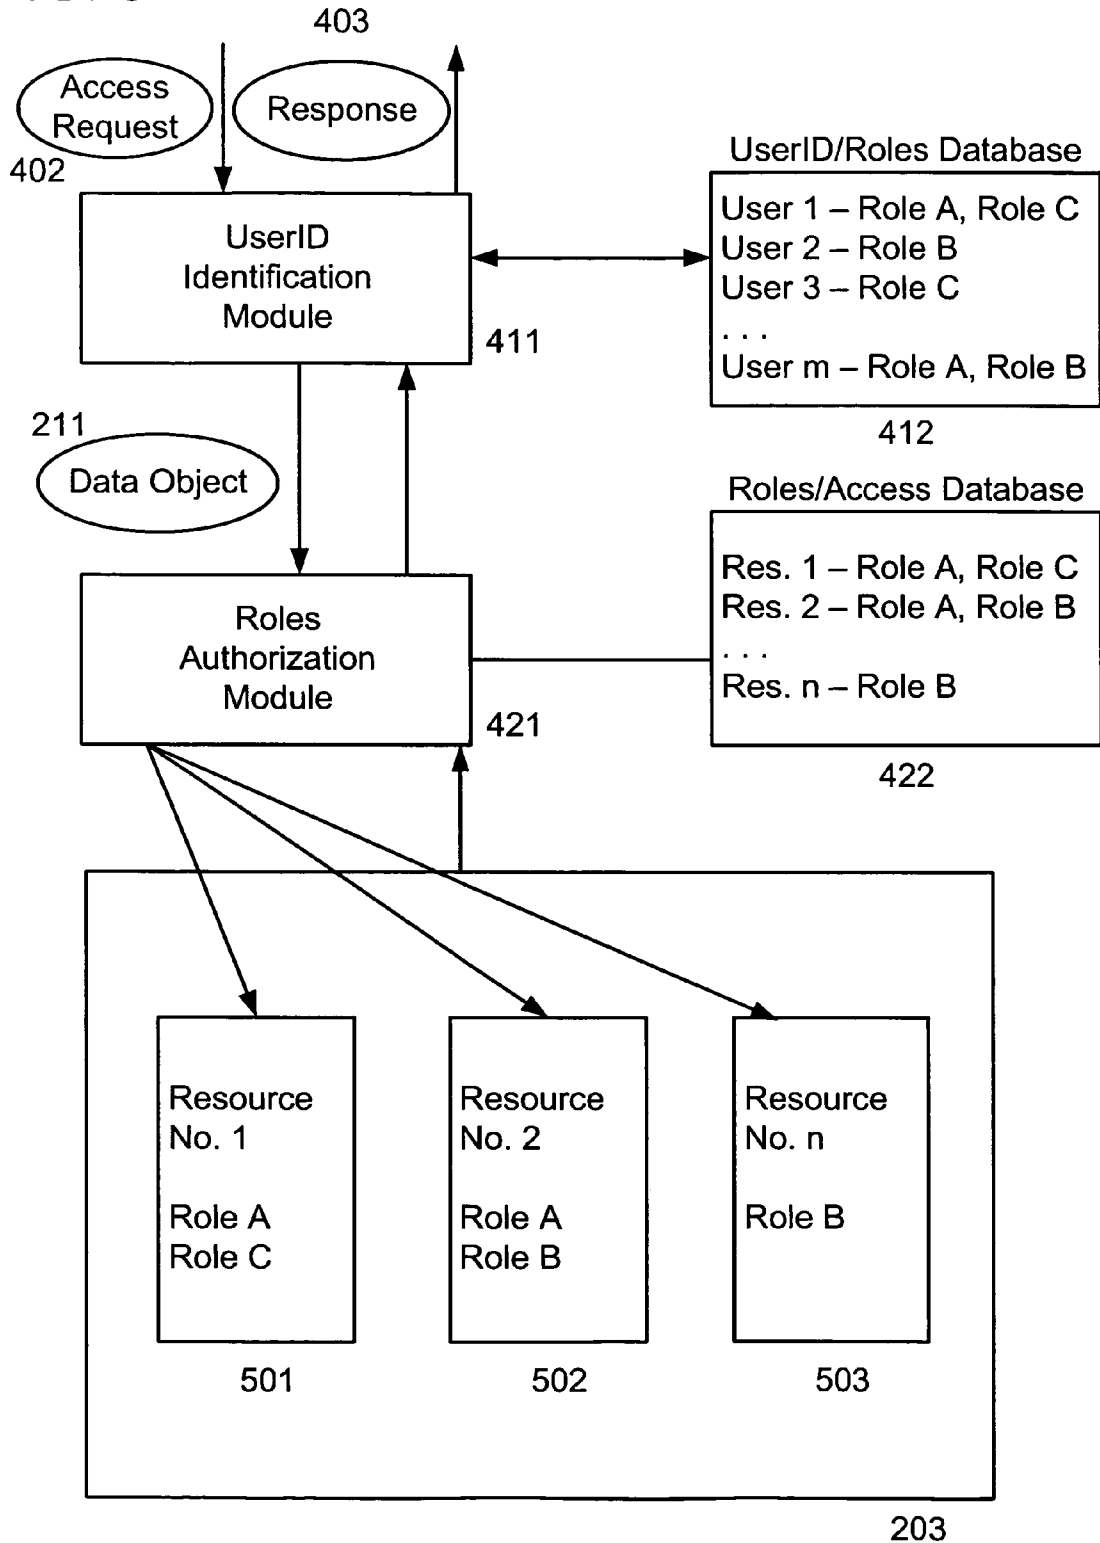 403
Access
Request
Response
402
UserID/Roles Database
UserID
Identification
Module
User 1 – Role A, Role C
User 2 – Role B
User 3 – Role C
. . .
User m – Role A, Role B
411
412
211
Data Object
Roles/Access Database
Roles
Authorization
Module
Res. 1 – Role A, Role C
Res. 2 – Role A, Role B
. . .
Res. n – Role B
421
422
Resource
No. 1
Role A
Role C
Resource
No. 2
Role A
Role B
Resource
No. n
Role B
501
502
503
203